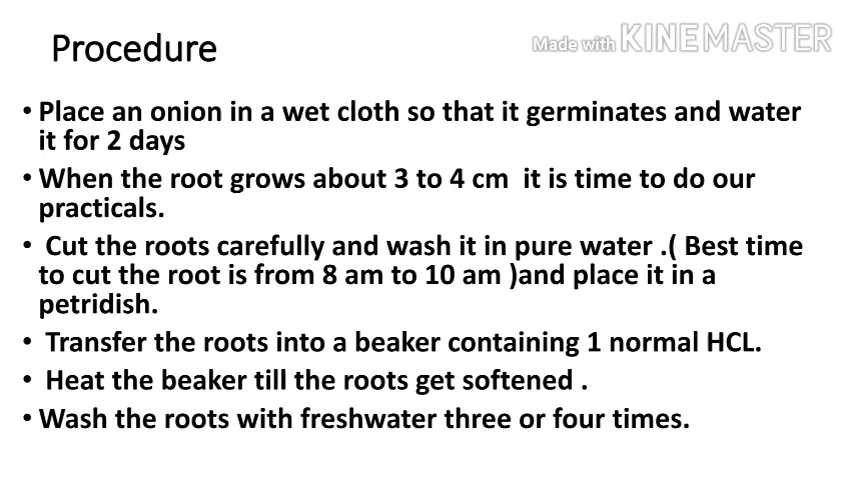 Procedure
Made with KINEMASTER
• Place an onion in a wet cloth so that it germinates and water
it for 2 days
• When the root grows about 3 to 4 cm  it is time to do our
practicals.
•  Cut the roots carefully and wash it in pure water .( Best time
to cut the root is from 8 am to 10 am )and place it in a
petridish.
•  Transfer the roots into a beaker containing 1 normal HCL.
•  Heat the beaker till the roots get softened .
• Wash the roots with freshwater three or four times.